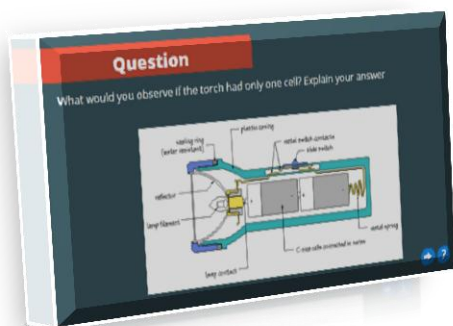 Question
What would you observe if the torch had only one cell? Explain your answer
sealing ring
(water resistant)
plastic casing
metal switch contacts
slide switch
reflector
lamp filament
lamp contact
C-size cells connected in series
metal spring
?